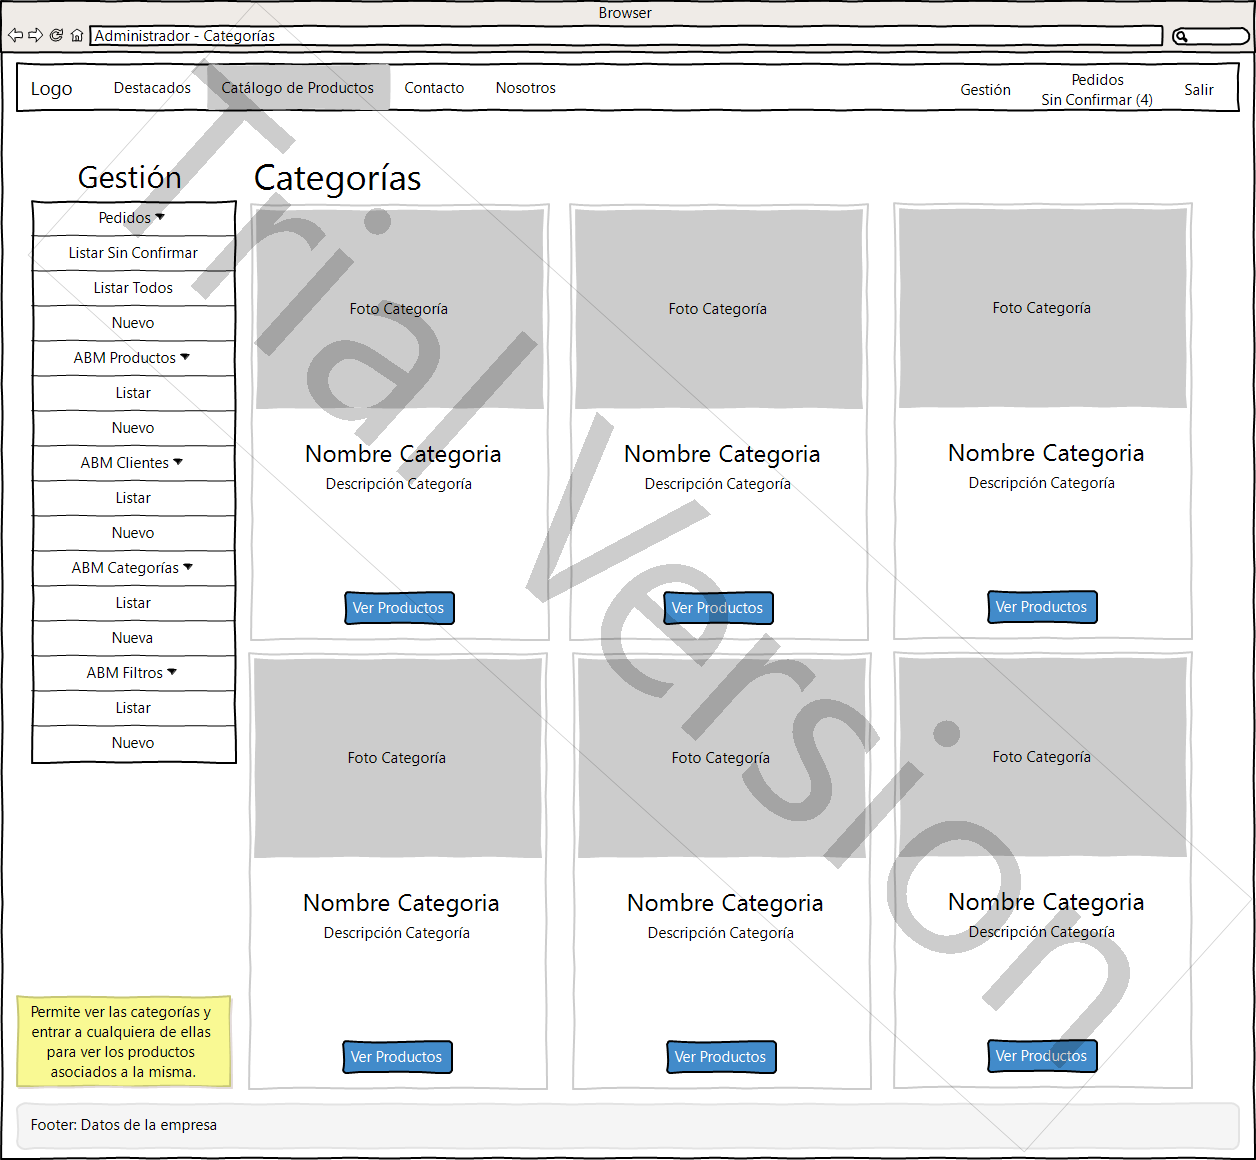 Browser
Administrador - Categorías
Logo
Destacados
Catálogo de Productos
Contacto
Nosotros
Gestión
Pedidos
Sin Confirmar (4)
Salir
Gestión
Pedidos
Listar Sin Confirmar
Listar Todos
Nuevo
ABM Productos
Listar
Nuevo
ABM Clientes
Listar
Nuevo
ABM Categorías
Listar
Nueva
ABM Filtros
Listar
Nuevo
Categorías
Foto Categoría
Nombre Categoria
Descripción Categoría
Ver Productos
Foto Categoría
Nombre Categoria
Descripción Categoría
Ver Productos
Foto Categoría
Nombre Categoria
Descripción Categoría
Ver Productos
Foto Categoría
Nombre Categoria
Descripción Categoría
Ver Productos
Foto Categoría
Nombre Categoria
Descripción Categoría
Ver Productos
Foto Categoría
Nombre Categoria
Descripción Categoría
Ver Productos
Permite ver las categorías y
entrar a cualquiera de ellas
para ver los productos
asociados a la misma.
Footer: Datos de la empresa
Trial Version